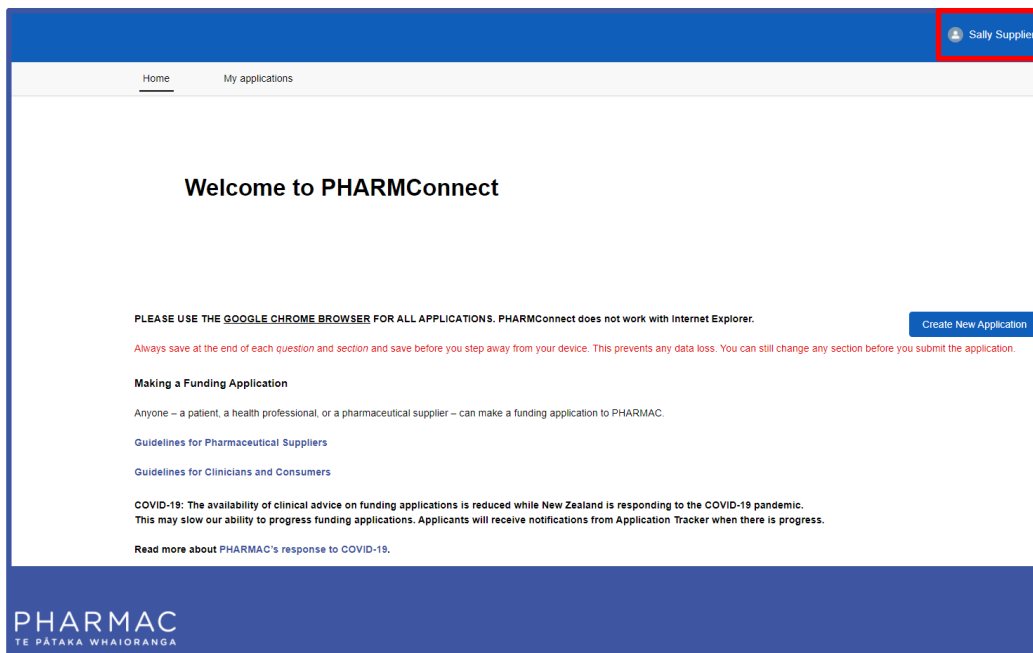 Sally Supplier
Home
My applications
Welcome to PHARMConnect
PLEASE USE THE GOOGLE CHROME BROWSER FOR ALL APPLICATIONS. PHARMConnect does not work with Internet Explorer.
Create New Application
Always save at the end of each question and section and save before you step away from your device. This prevents any data loss. You can still change any section before you submit the application.
Making a Funding Application
Anyone – a patient, a health professional, or a pharmaceutical supplier – can make a funding application to PHARMAC.
Guidelines for Pharmaceutical Suppliers
Guidelines for Clinicians and Consumers
COVID-19: The availability of clinical advice on funding applications is reduced while New Zealand is responding to the COVID-19 pandemic.
This may slow our ability to progress funding applications. Applicants will receive notifications from Application Tracker when there is progress.
Read more about PHARMAC's response to COVID-19.
PHARMAC
TE PĀTAKA WHAIORANGA